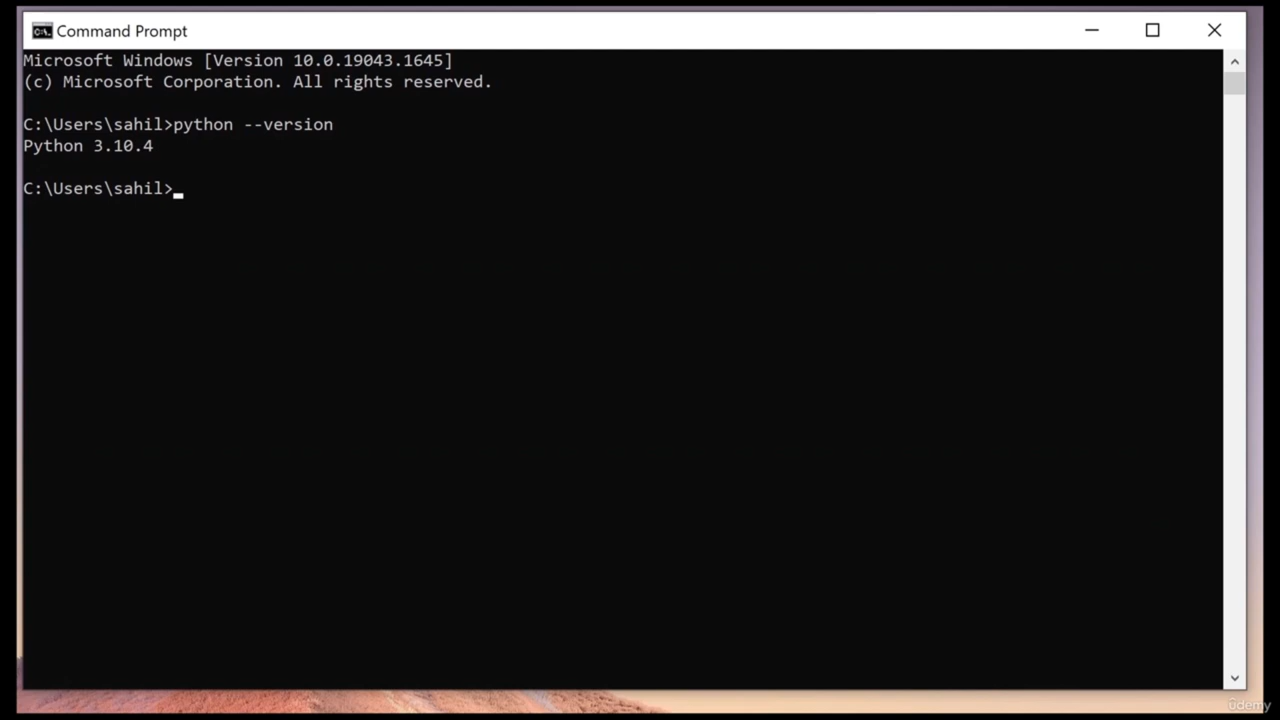 Command Prompt
Microsoft Windows [Version 10.0.19043.1645]
(c) Microsoft Corporation. All rights reserved.
C:\Users\sahil>python --version
Python 3.10.4
C:\Users\sahil>
ûdemy